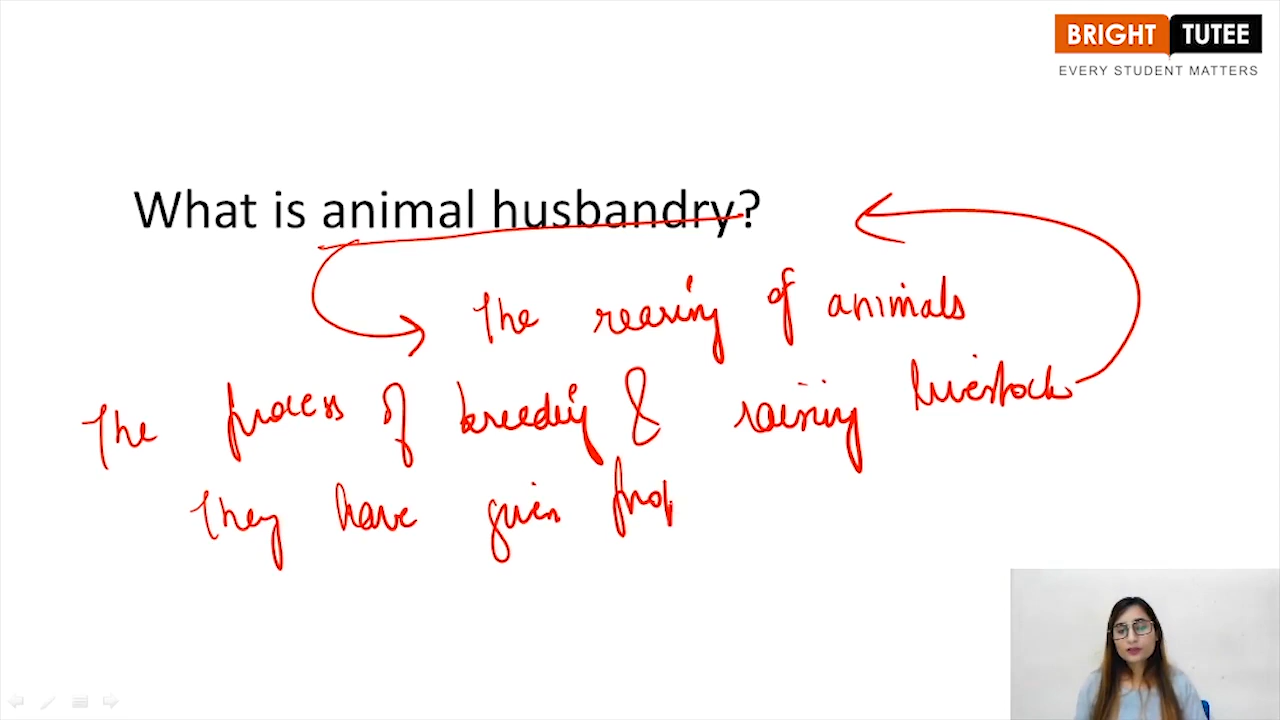 BRIGHT TUTEE
EVERY STUDENT MATTERS
What is animal husbandry?
The rearing of animals
The process of breeding & raising livestock
They have given prop